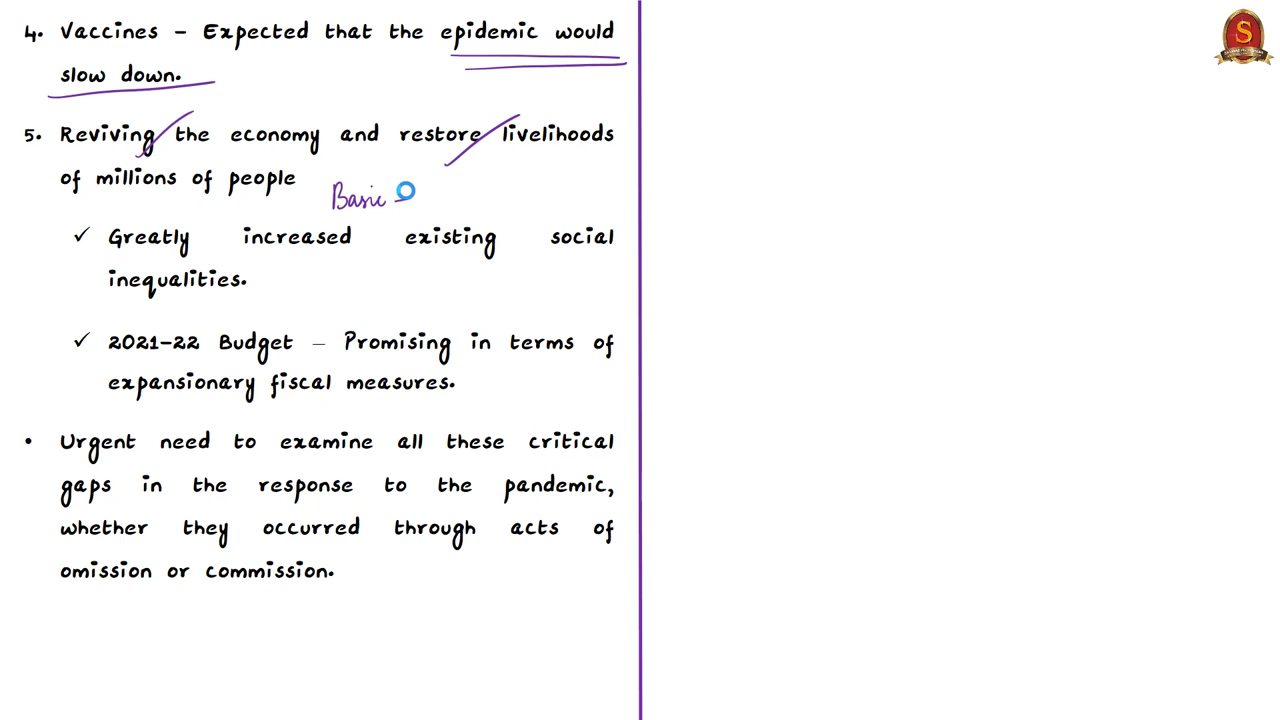 4. Vaccines - Expected that the epidemic would
slow down.
5. Reviving the economy and restore livelihoods
of millions of people
Basic
✓ Greatly increased existing social
inequalities.
✓ 2021-22 Budget – Promising in terms of
expansionary fiscal measures.
• Urgent need to examine all these critical
gaps in the response to the pandemic,
whether they occurred through acts of
omission or commission.
S